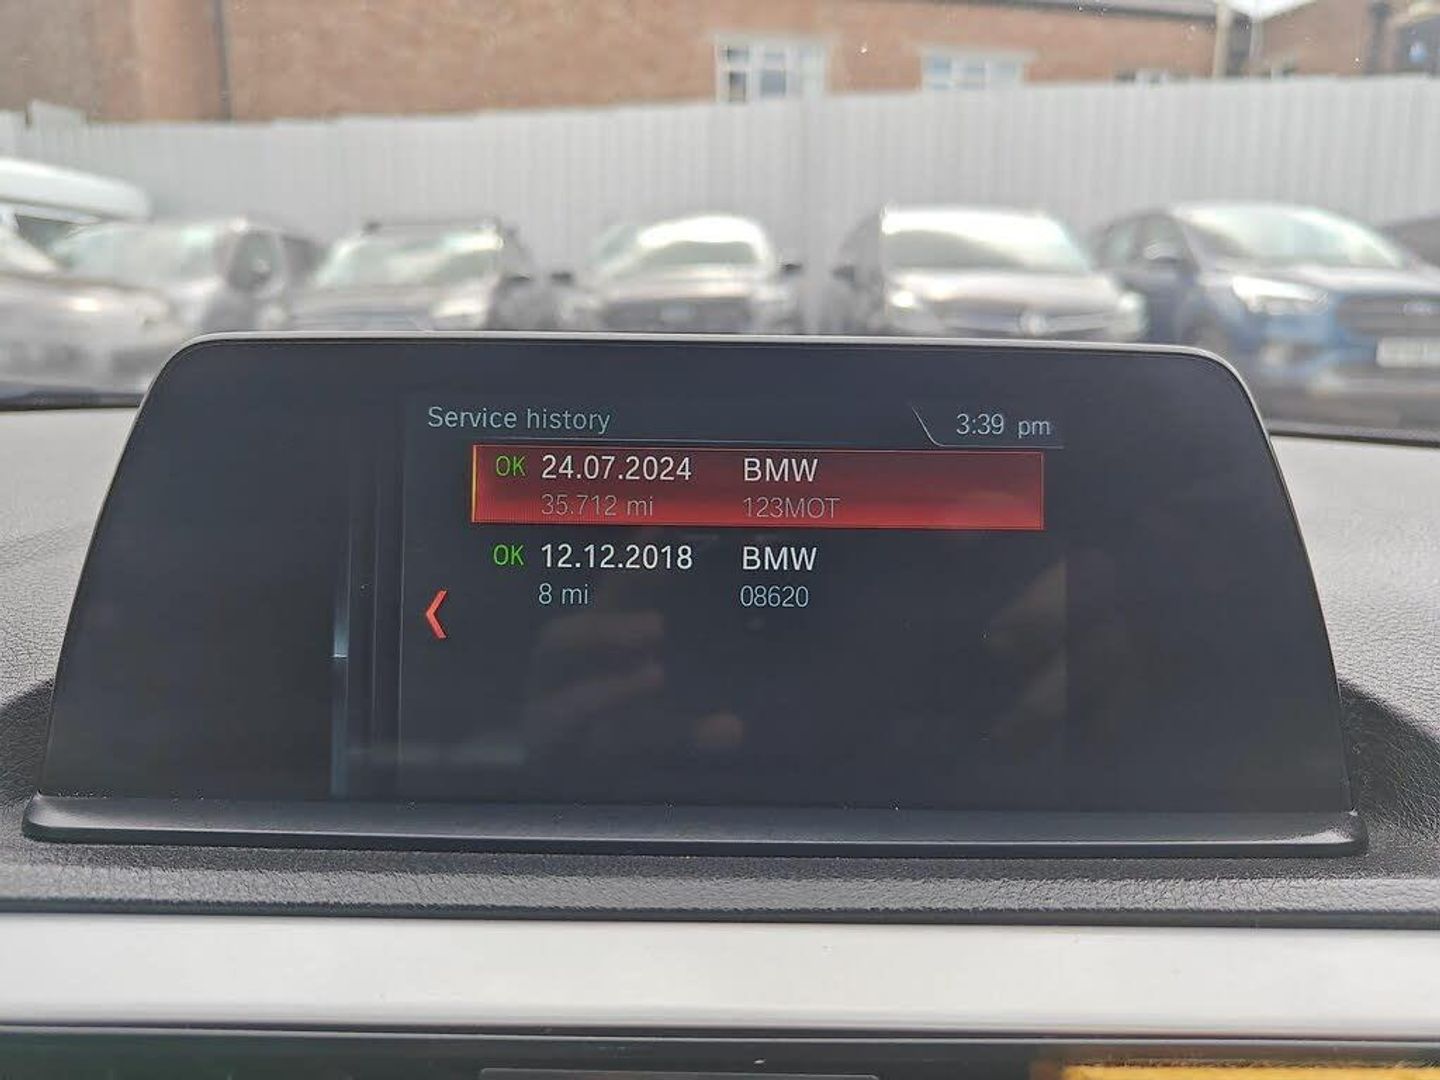 Service history
3:39 pm
OK 24.07.2024 BMW
35.712 mi 123MOT
OK 12.12.2018 BMW
8 mi 08620